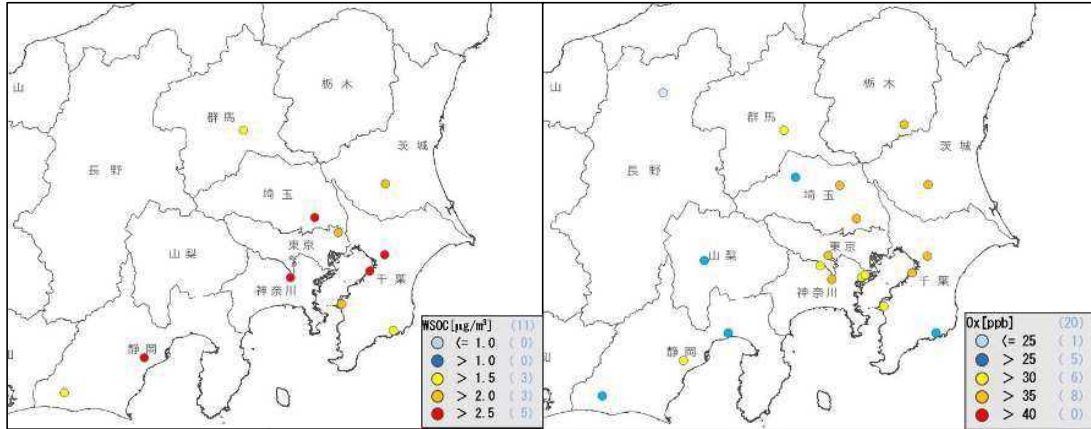 栃木
群馬
山
茨城
長野
埼玉
東京
山梨
千葉
神奈川
静岡
WSOC[μg/m³] (11)
<= 1.0 (0)
> 1.0 (0)
> 1.5 (3)
> 2.0 (3)
> 2.5 (5)
栃木
群馬
山
茨城
長野
埼玉
東京
山梨
千葉
神奈川
静岡
Ox[ppb] (20)
<= 25 (1)
> 25 (5)
> 30 (6)
> 35 (8)
> 40 (0)